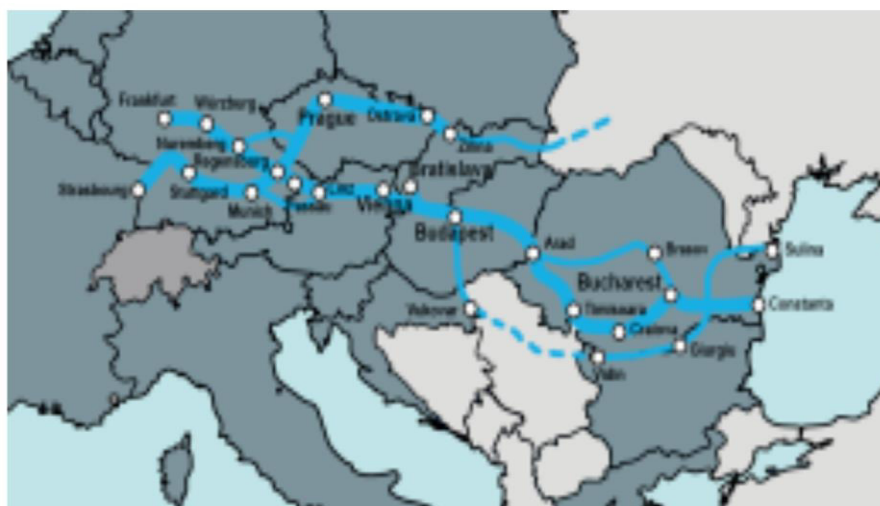 Frankfurt
Würzburg
Prague
Ostrava
Zilina
Nuremberg
Regensburg
Strasbourg
Stuttgart
Munich
Linz
Vienna
Bratislava
Budapest
Arad
Brasov
Sulina
Bucharest
Vukovar
Timisoara
Constanta
Craiova
Giurgiu
Vidin